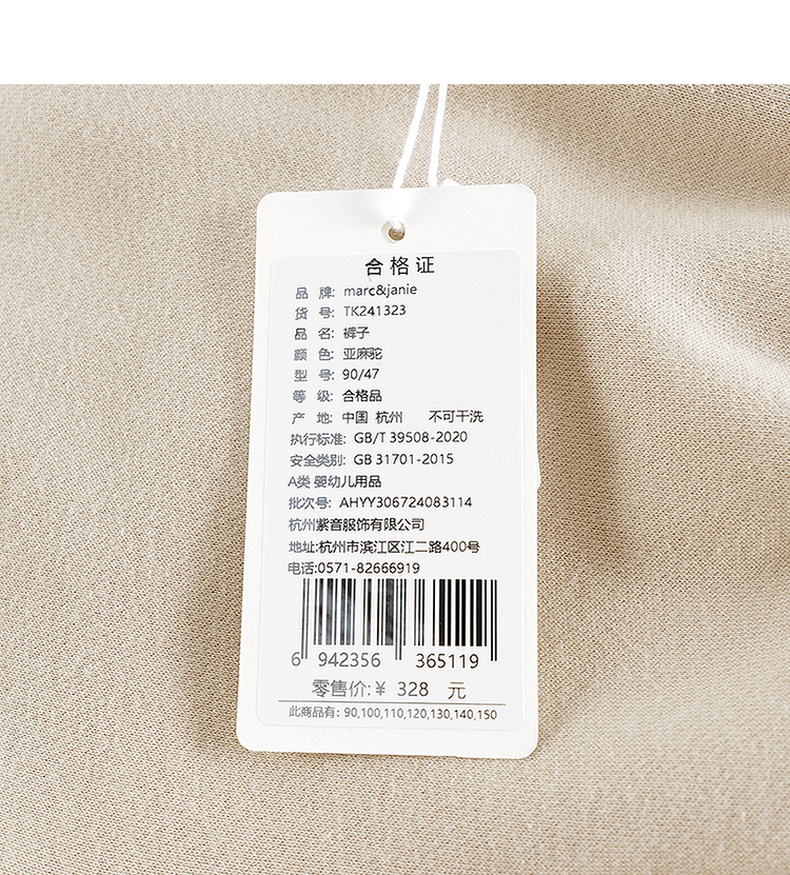 合格证
品 牌: marc&janie
货 号: TK241323
品 名: 裤子
颜 色: 亚麻驼
型 号: 90/47
等 级: 合格品
产 地: 中国 杭州 不可干洗
执行标准: GB/T 39508-2020
安全类别: GB 31701-2015
A类 婴幼儿用品
批次号: AHYY306724083114
杭州紫音服饰有限公司
地址:杭州市滨江区江二路400号
电话:0571-82666919
6 942356 365119
零售价:¥ 328 元
此商品有: 90,100,110,120,130,140,150